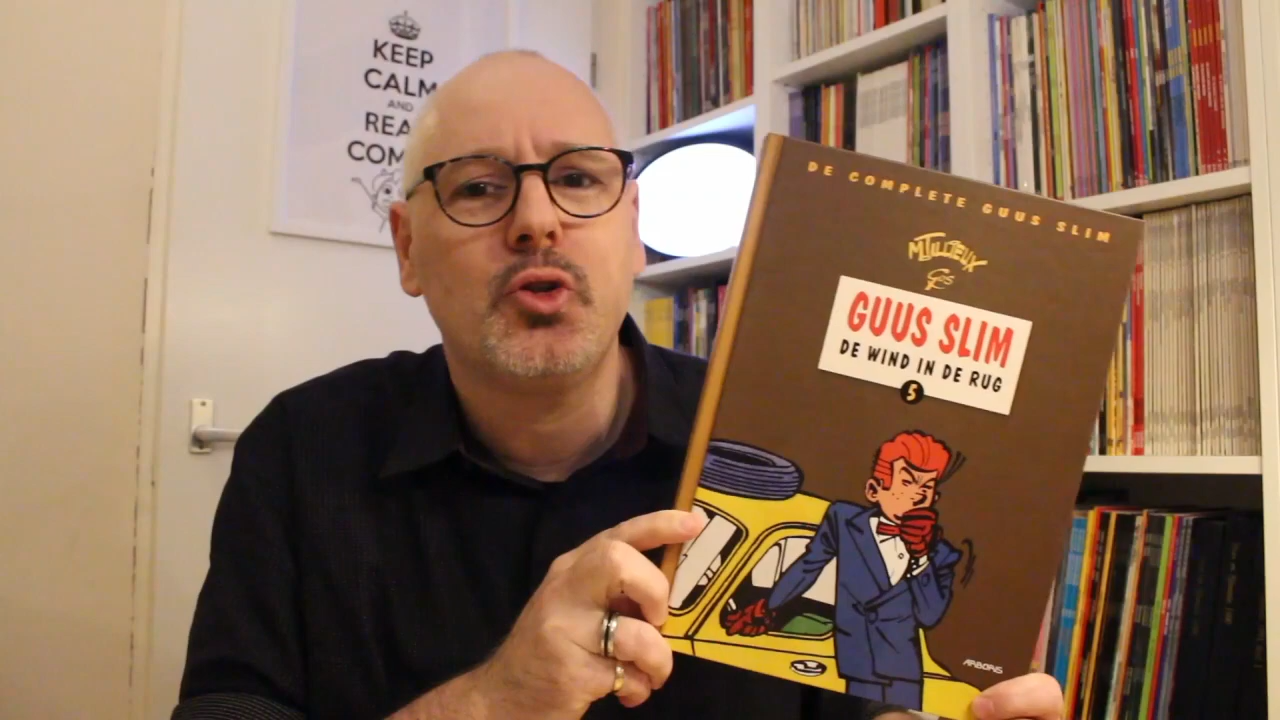 KEEP
CALM
AND
REA
COM
DE COMPLETE GUUS SLIM
M. TILLIEUX
Gos
GUUS SLIM
DE WIND IN DE RUG
5
ARBORIS